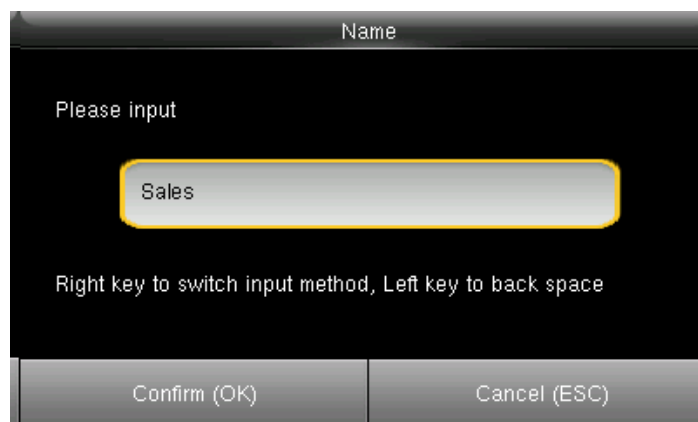 Name
Please input
Sales
Right key to switch input method, Left key to back space
Confirm (OK)
Cancel (ESC)